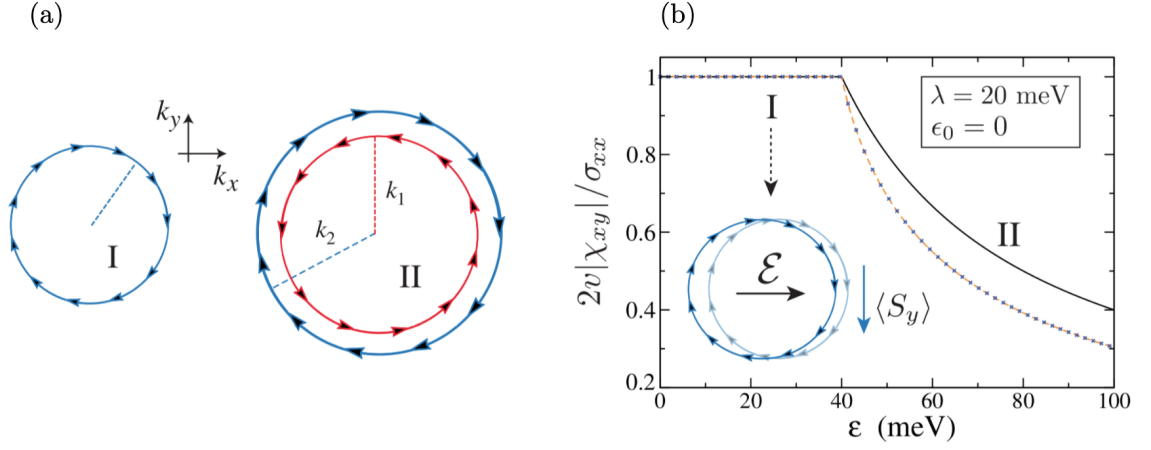 (a)
k_y
k_x
I
k_1
k_2
II
(b)
2v|χ_xy|/σ_xx
1
0.8
0.6
0.4
0.2
0
20
40
60
80
100
ε (meV)
λ = 20 meV
ϵ_0 = 0
I
II
ℰ
⟨S_y⟩